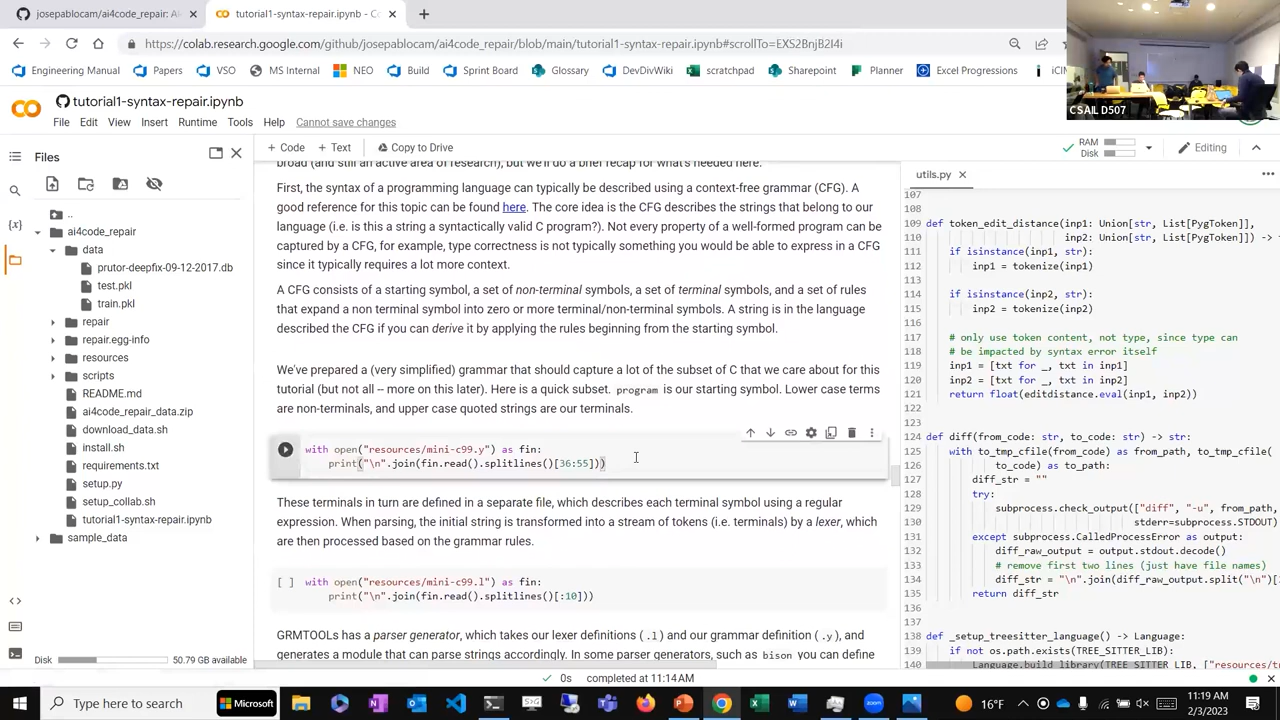 josepablocam/ai4code_repair: AI
tutorial1-syntax-repair.ipynb - Co
https://colab.research.google.com/github/josepablocam/ai4code_repair/blob/main/tutorial1-syntax-repair.ipynb#scrollTo=EXS2BnjB2I4i
Engineering Manual
Papers
VSO
MS Internal
NEO
Build
Sprint Board
Glossary
DevDivWiki
scratchpad
Sharepoint
Planner
Excel Progressions
CSAIL D507
tutorial1-syntax-repair.ipynb
File Edit View Insert Runtime Tools Help Cannot save changes
+ Code + Text Copy to Drive
RAM
Disk
Editing
Files
..
ai4code_repair
data
prutor-deepfix-09-12-2017.db
test.pkl
train.pkl
repair
repair.egg-info
resources
scripts
README.md
ai4code_repair_data.zip
download_data.sh
install.sh
requirements.txt
setup.py
setup_colab.sh
tutorial1-syntax-repair.ipynb
sample_data
Disk
50.79 GB available
broad (and still an active area of research), but we'll do a brief recap for what's needed here.
First, the syntax of a programming language can typically be described using a context-free grammar (CFG). A
good reference for this topic can be found here. The core idea is the CFG describes the strings that belong to our
language (i.e. is this a string a syntactically valid C program?). Not every property of a well-formed program can be
captured by a CFG, for example, type correctness is not typically something you would be able to express in a CFG
since it typically requires a lot more context.
A CFG consists of a starting symbol, a set of non-terminal symbols, a set of terminal symbols, and a set of rules
that expand a non terminal symbol into zero or more terminal/non-terminal symbols. A string is in the language
described the CFG if you can derive it by applying the rules beginning from the starting symbol.
We've prepared a (very simplified) grammar that should capture a lot of the subset of C that we care about for this
tutorial (but not all -- more on this later). Here is a quick subset. program is our starting symbol. Lower case terms
are non-terminals, and upper case quoted strings are our terminals.
with open("resources/mini-c99.y") as fin:
print("\n".join(fin.read().splitlines()[36:55]))
These terminals in turn are defined in a separate file, which describes each terminal symbol using a regular
expression. When parsing, the initial string is transformed into a stream of tokens (i.e. terminals) by a lexer, which
are then processed based on the grammar rules.
[ ] with open("resources/mini-c99.l") as fin:
print("\n".join(fin.read().splitlines()[:10]))
GRMTOOLS has a parser generator, which takes our lexer definitions (.l) and our grammar definition (.y), and
generates a module that can parse strings accordingly. In some parser generators, such as bison you can define
0s completed at 11:14 AM
utils.py
107
108
109 def token_edit_distance(inp1: Union[str, List[PygToken]],
110 inp2: Union[str, List[PygToken]]) ->
111 if isinstance(inp1, str):
112 inp1 = tokenize(inp1)
113
114 if isinstance(inp2, str):
115 inp2 = tokenize(inp2)
116
117 # only use token content, not type, since type can
118 # be impacted by syntax error itself
119 inp1 = [txt for _, txt in inp1]
120 inp2 = [txt for _, txt in inp2]
121 return float(editdistance.eval(inp1, inp2))
122
123
124 def diff(from_code: str, to_code: str) -> str:
125 with to_tmp_cfile(from_code) as from_path, to_tmp_cfile(
126 to_code) as to_path:
127 diff_str = ""
128 try:
129 subprocess.check_output(["diff", "-u", from_path,
130 stderr=subprocess.STDOUT)
131 except subprocess.CalledProcessError as output:
132 diff_raw_output = output.stdout.decode()
133 # remove first two lines (just have file names)
134 diff_str = "\n".join(diff_raw_output.split("\n")[
135 return diff_str
136
137
138 def _setup_treesitter_language() -> Language:
139 if not os.path.exists(TREE_SITTER_LIB):
140 Language.build_library(TREE_SITTER_LIB, ["resources/t
Type here to search
Microsoft
16°F
11:19 AM
2/3/2023